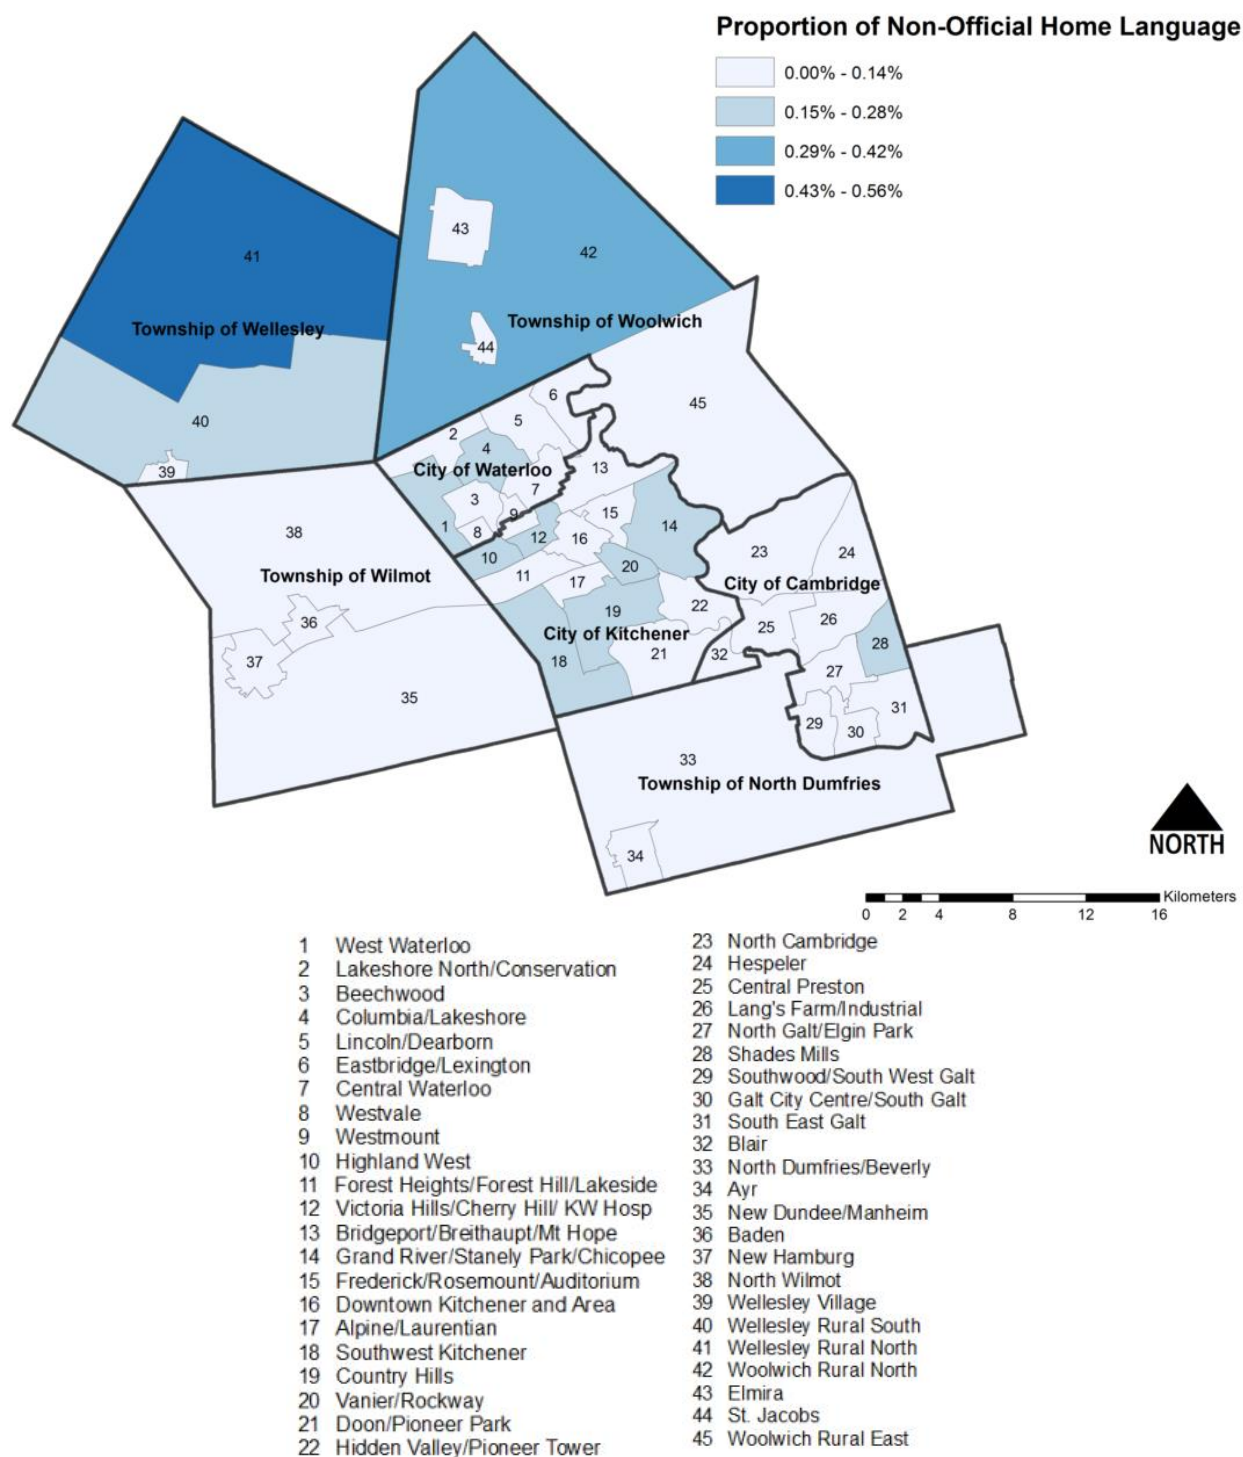 Proportion of Non-Official Home Language
0.00% - 0.14%
0.15% - 0.28%
0.29% - 0.42%
0.43% - 0.56%
43
41
42
Township of Wellesley
Township of Woolwich
44
6
45
40
5
2
4
39
City of Waterloo
13
7
3
9
15
14
1
8
12
16
38
10
23
24
20
Township of Wilmot
11
17
City of Cambridge
22
19
36
26
25
City of Kitchener
28
21
32
37
18
27
35
31
29
30
33
Township of North Dumfries
34
NORTH
Kilometers
0 2 4 8 12 16
1 West Waterloo
2 Lakeshore North/Conservation
3 Beechwood
4 Columbia/Lakeshore
5 Lincoln/Dearborn
6 Eastbridge/Lexington
7 Central Waterloo
8 Westvale
9 Westmount
10 Highland West
11 Forest Heights/Forest Hill/Lakeside
12 Victoria Hills/Cherry Hill/ KW Hosp
13 Bridgeport/Breithaupt/Mt Hope
14 Grand River/Stanely Park/Chicopee
15 Frederick/Rosemount/Auditorium
16 Downtown Kitchener and Area
17 Alpine/Laurentian
18 Southwest Kitchener
19 Country Hills
20 Vanier/Rockway
21 Doon/Pioneer Park
22 Hidden Valley/Pioneer Tower
23 North Cambridge
24 Hespeler
25 Central Preston
26 Lang's Farm/Industrial
27 North Galt/Elgin Park
28 Shades Mills
29 Southwood/South West Galt
30 Galt City Centre/South Galt
31 South East Galt
32 Blair
33 North Dumfries/Beverly
34 Ayr
35 New Dundee/Manheim
36 Baden
37 New Hamburg
38 North Wilmot
39 Wellesley Village
40 Wellesley Rural South
41 Wellesley Rural North
42 Woolwich Rural North
43 Elmira
44 St. Jacobs
45 Woolwich Rural East